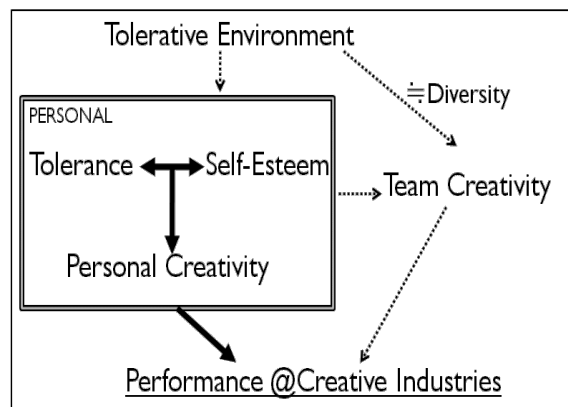 Tolerative Environment
≒Diversity
PERSONAL
Tolerance
Self-Esteem
Team Creativity
Personal Creativity
Performance @Creative Industries